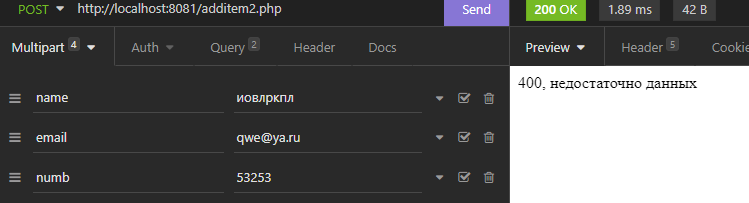 POST http://localhost:8081/additem2.php Send 200 OK 1.89 ms 42 B
Multipart 4 Auth Query 2 Header Docs Preview Header 5 Cookie
name иовлркпл
400, недостаточно данных
email qwe@ya.ru
numb 53253